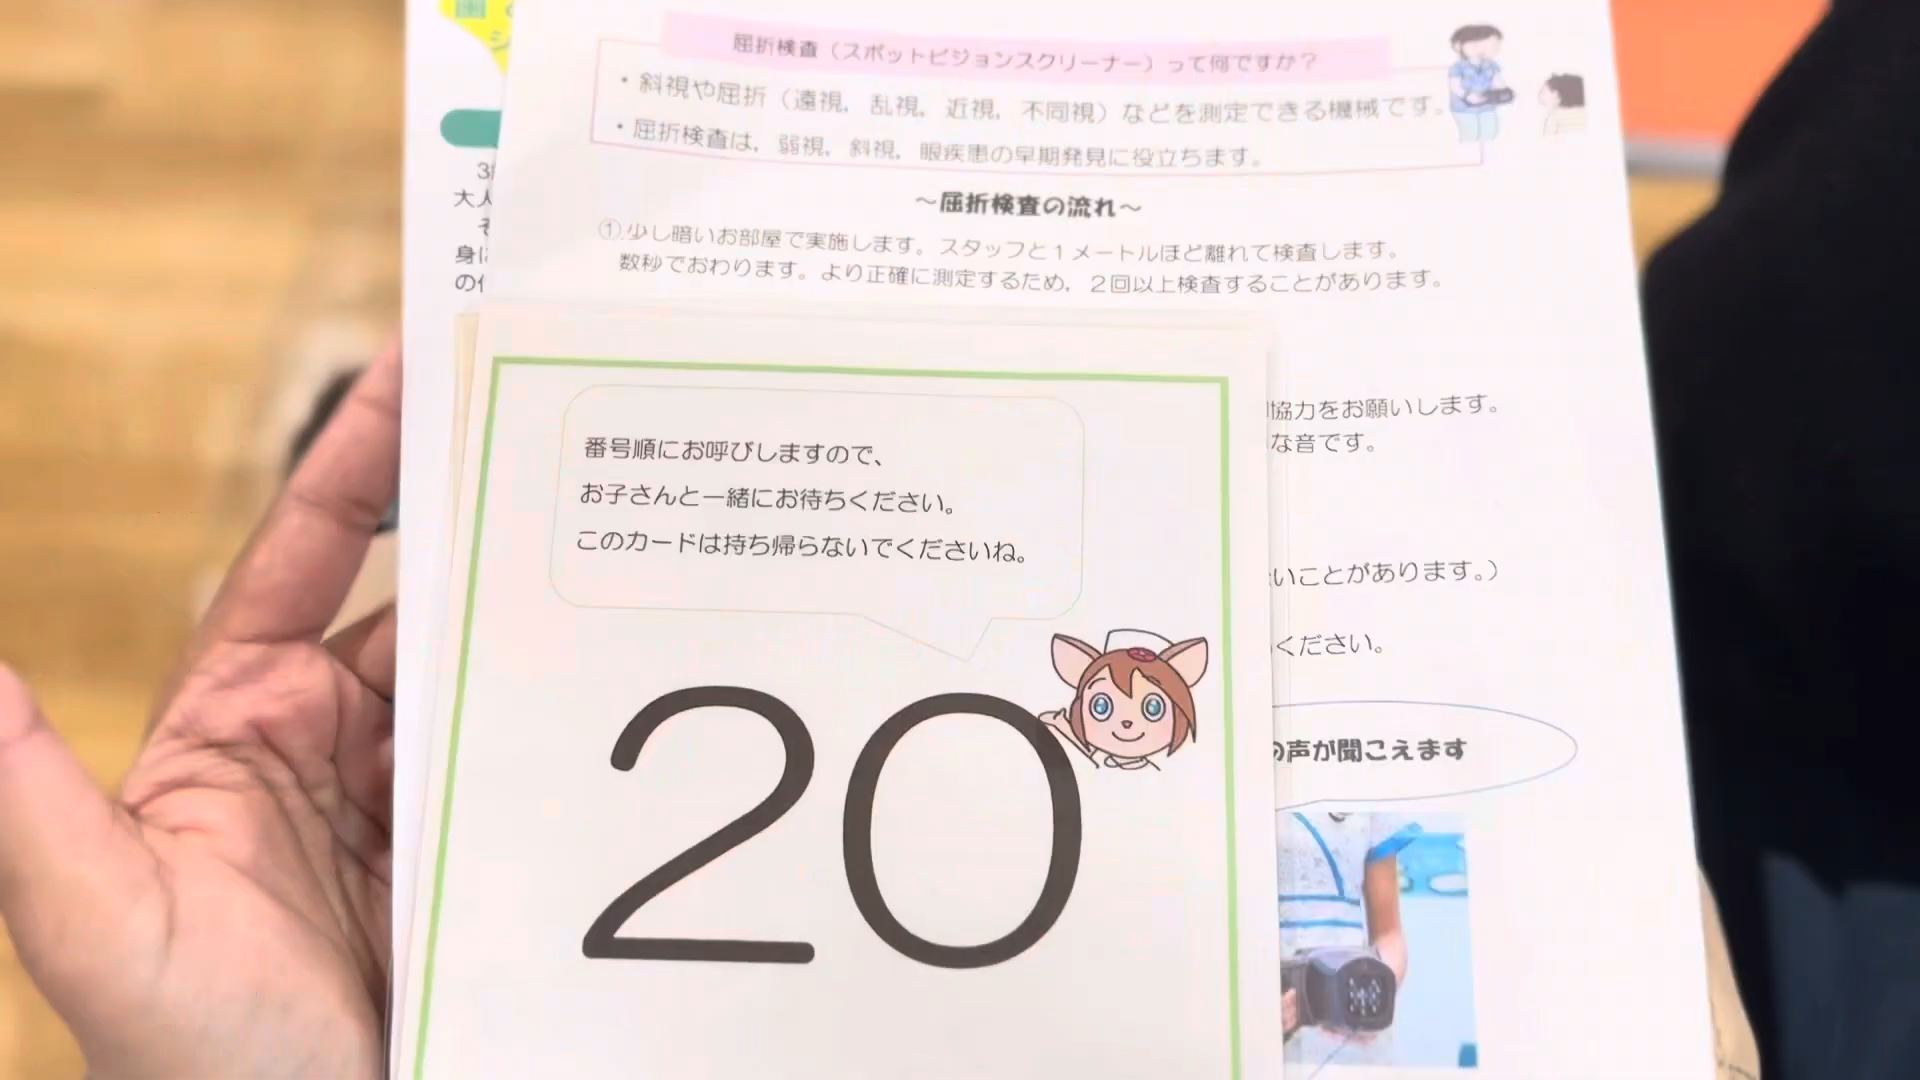 歯
屈折検査（スポットビジョンスクリーナー）って何ですか？
・斜視や屈折（遠視，乱視，近視，不同視）などを測定できる機械です。
・屈折検査は，弱視，斜視，眼疾患の早期発見に役立ちます。
～屈折検査の流れ～
①少し暗いお部屋で実施します。スタッフと１メートルほど離れて検査します。
数秒でおわります。より正確に測定するため，２回以上検査することがあります。
大人
身に
協力をお願いします。
な音です。
いことがあります。）
ください。
の声が聞こえます
番号順にお呼びしますので、
お子さんと一緒にお待ちください。
このカードは持ち帰らないでくださいね。
20